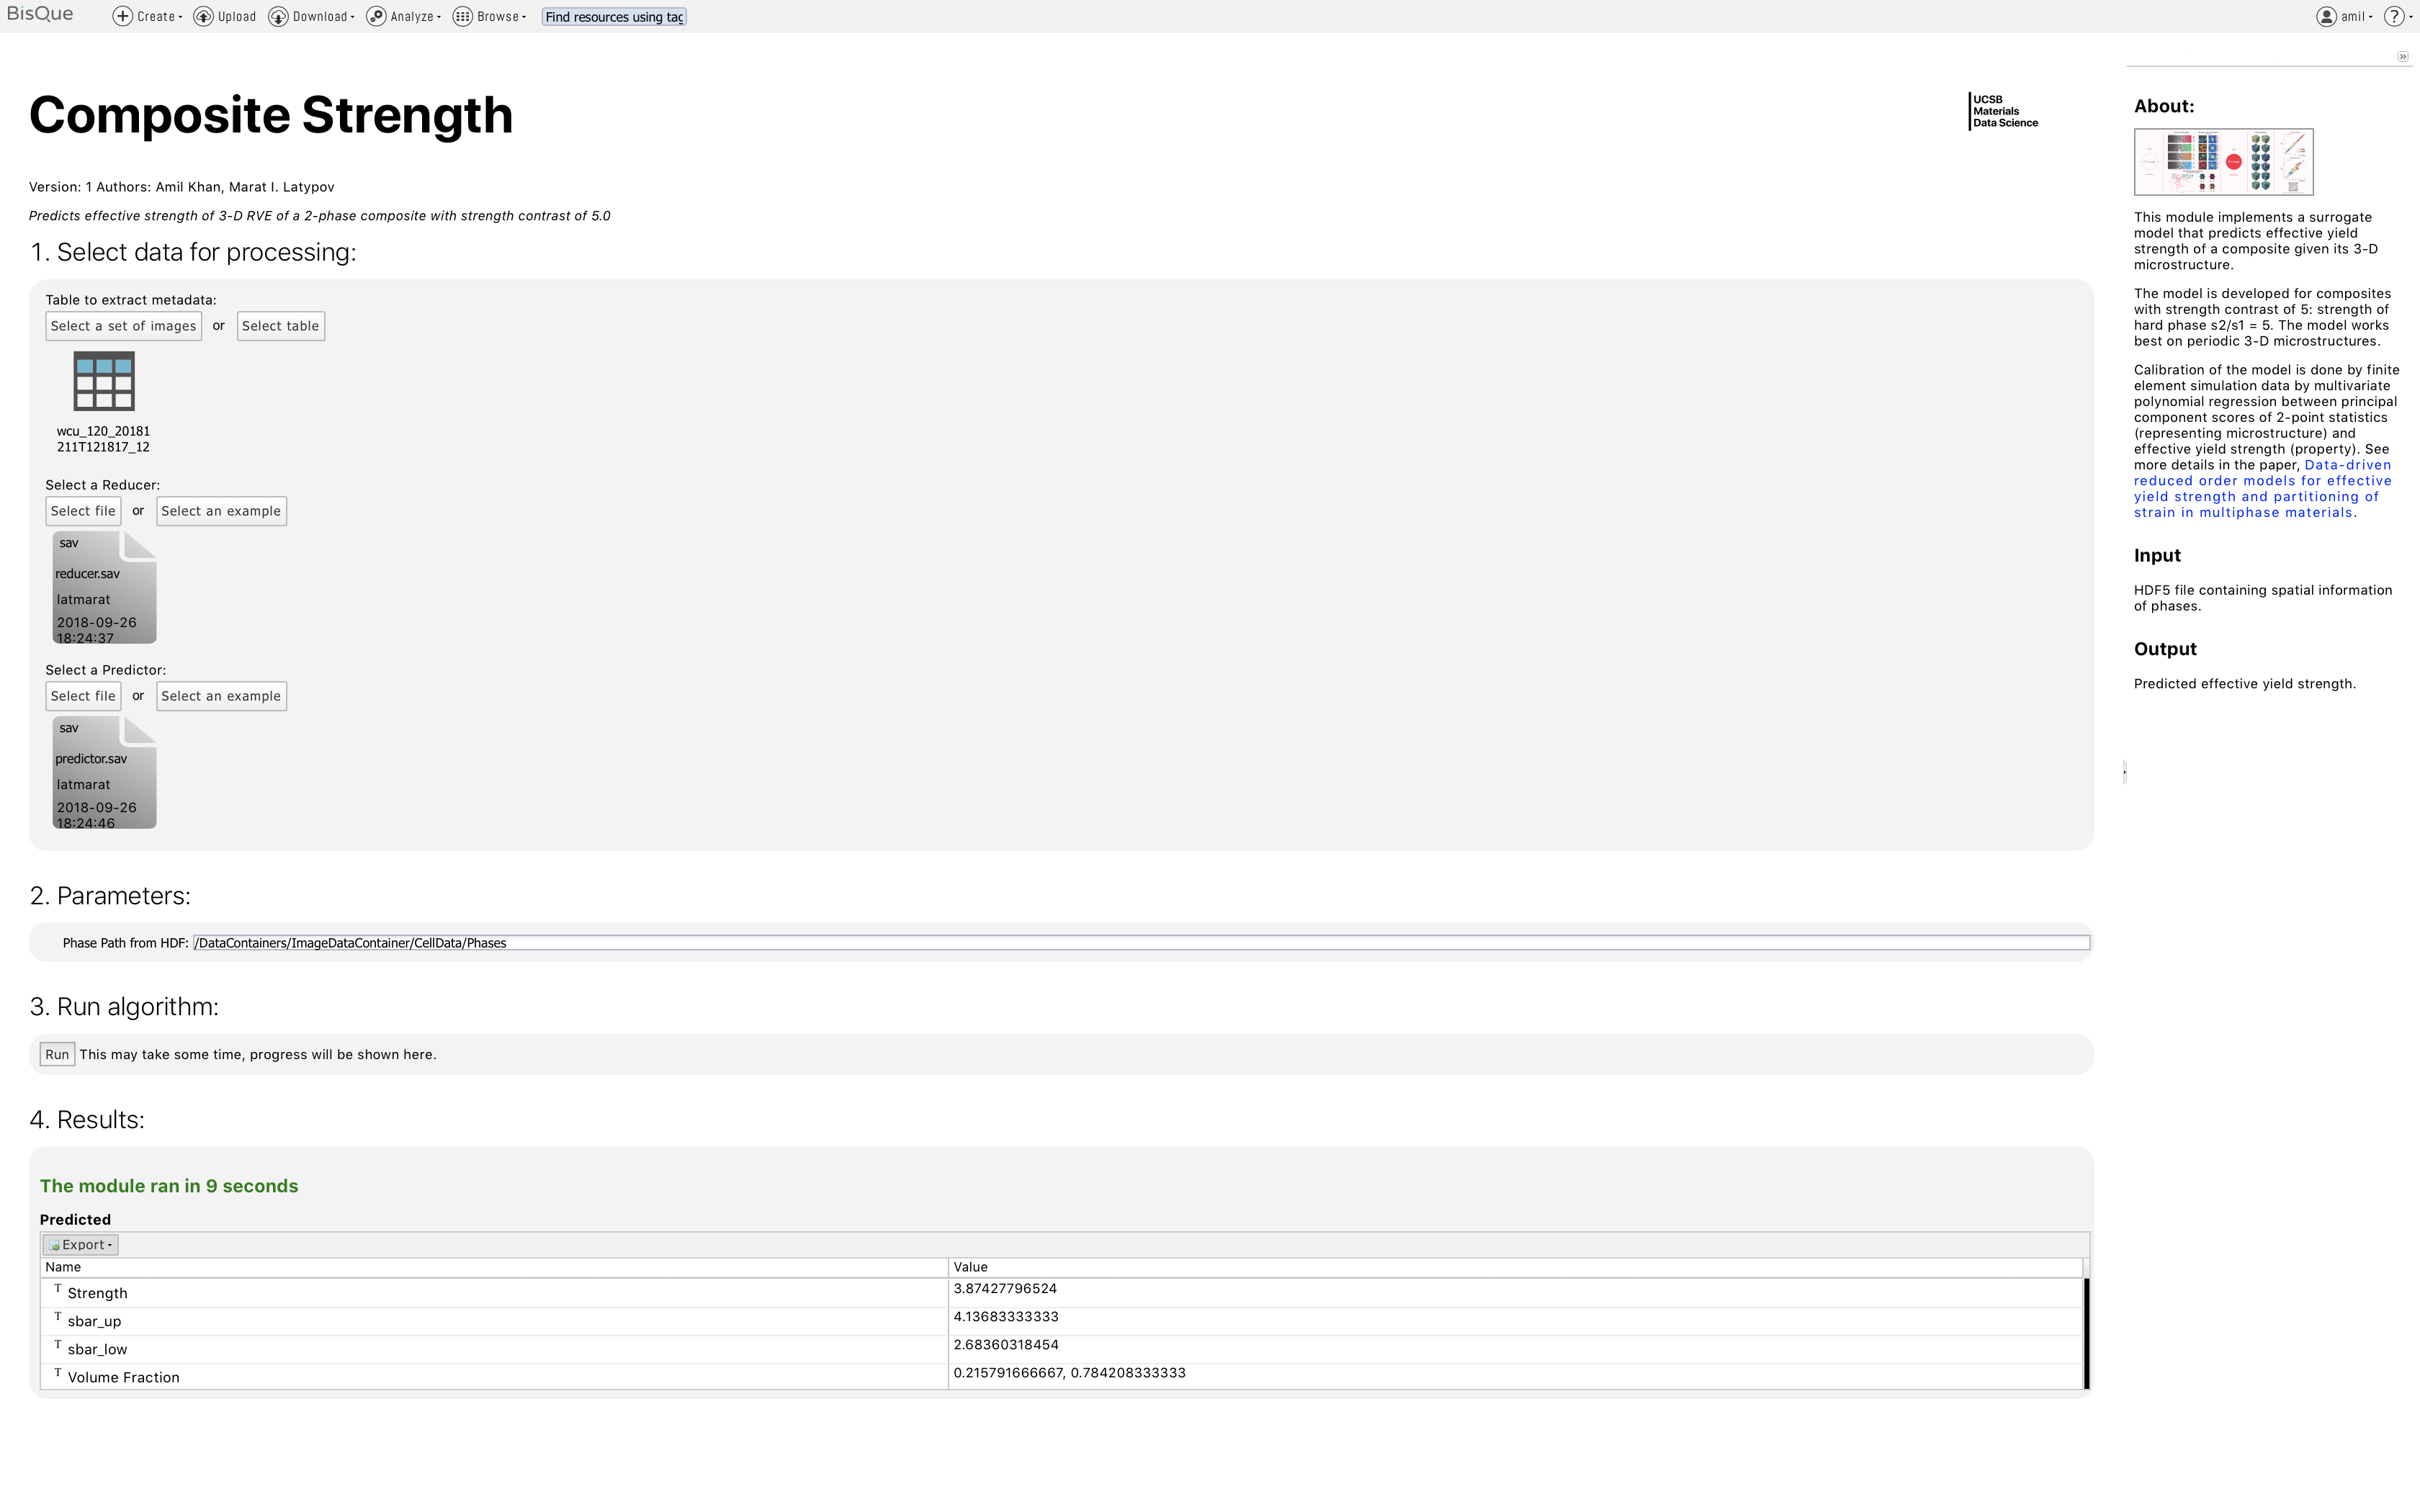 BisQue
Create
Upload
Download
Analyze
Browse
Find resources using tag
amil
?
Composite Strength
UCSB
Materials
Data Science
Version: 1 Authors: Amil Khan, Marat I. Latypov
Predicts effective strength of 3-D RVE of a 2-phase composite with strength contrast of 5.0
1. Select data for processing:
Table to extract metadata:
Select a set of images or Select table
wcu_120_20181
211T121817_12
Select a Reducer:
Select file or Select an example
sav
reducer.sav
latmarat
2018-09-26
18:24:37
Select a Predictor:
Select file or Select an example
sav
predictor.sav
latmarat
2018-09-26
18:24:46
2. Parameters:
Phase Path from HDF: /DataContainers/ImageDataContainer/CellData/Phases
3. Run algorithm:
Run This may take some time, progress will be shown here.
4. Results:
The module ran in 9 seconds
Predicted
Export
Name Value
T Strength 3.87427796524
T sbar_up 4.13683333333
T sbar_low 2.68360318454
T Volume Fraction 0.215791666667, 0.784208333333
About:
This module implements a surrogate
model that predicts effective yield
strength of a composite given its 3-D
microstructure.
The model is developed for composites
with strength contrast of 5: strength of
hard phase s2/s1 = 5. The model works
best on periodic 3-D microstructures.
Calibration of the model is done by finite
element simulation data by multivariate
polynomial regression between principal
component scores of 2-point statistics
(representing microstructure) and
effective yield strength (property). See
more details in the paper, Data-driven
reduced order models for effective
yield strength and partitioning of
strain in multiphase materials.
Input
HDF5 file containing spatial information
of phases.
Output
Predicted effective yield strength.